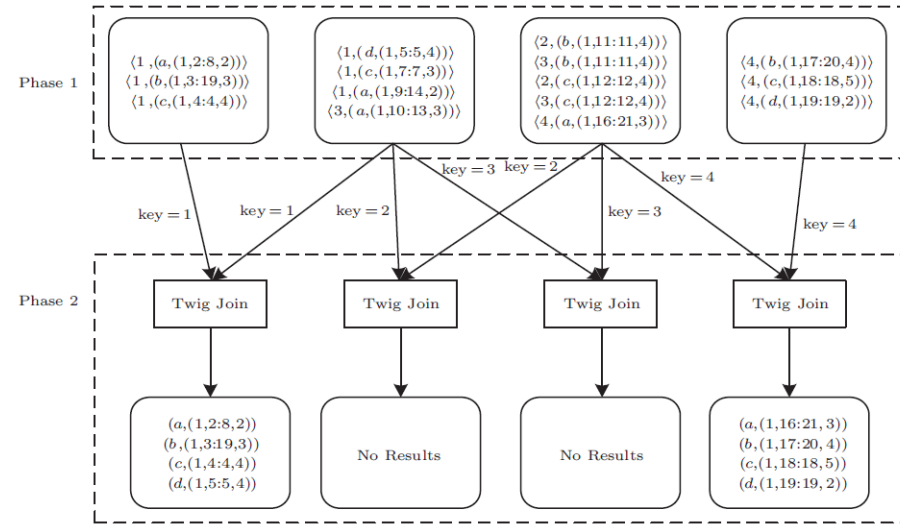 Phase 1
⟨1,(a,(1,2:8,2))⟩
⟨1,(b,(1,3:19,3))⟩
⟨1,(c,(1,4:4,4))⟩
⟨1,(d,(1,5:5,4))⟩
⟨1,(c,(1,7:7,3))⟩
⟨1,(a,(1,9:14,2))⟩
⟨3,(a,(1,10:13,3))⟩
⟨2,(b,(1,11:11,4))⟩
⟨3,(b,(1,11:11,4))⟩
⟨2,(c,(1,12:12,4))⟩
⟨3,(c,(1,12:12,4))⟩
⟨4,(a,(1,16:21,3))⟩
⟨4,(b,(1,17:20,4))⟩
⟨4,(c,(1,18:18,5))⟩
⟨4,(d,(1,19:19,2))⟩
key=1
key=1
key=2
key=3
key=2
key=3
key=4
key=4
Phase 2
Twig Join
Twig Join
Twig Join
Twig Join
(a,(1,2:8,2))
(b,(1,3:19,3))
(c,(1,4:4,4))
(d,(1,5:5,4))
No Results
No Results
(a,(1,16:21,3))
(b,(1,17:20,4))
(c,(1,18:18,5))
(d,(1,19:19,2))